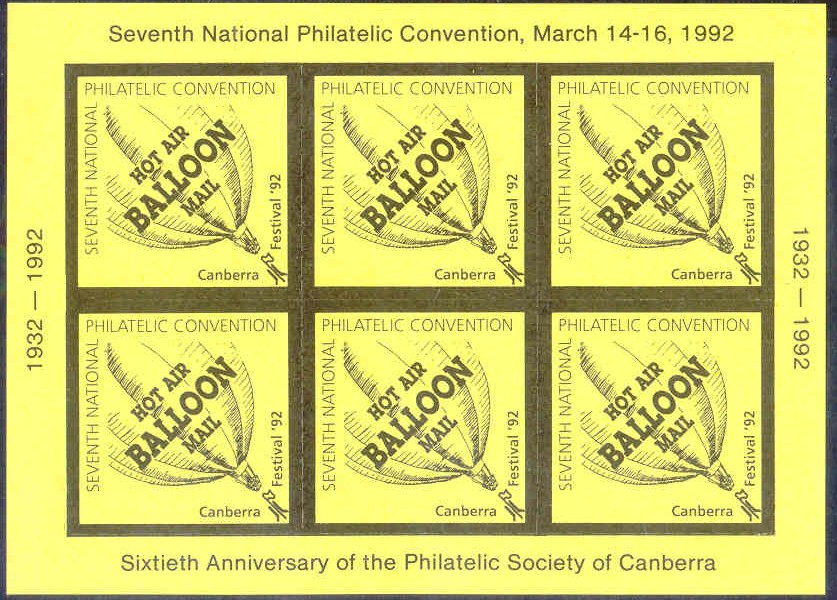 Seventh National Philatelic Convention, March 14-16, 1992
1932 — 1992
PHILATELIC CONVENTION
SEVENTH NATIONAL
HOT AIR
BALLOON
MAIL
Canberra
Festival '92
PHILATELIC CONVENTION
SEVENTH NATIONAL
HOT AIR
BALLOON
MAIL
Canberra
Festival '92
PHILATELIC CONVENTION
SEVENTH NATIONAL
HOT AIR
BALLOON
MAIL
Canberra
Festival '92
PHILATELIC CONVENTION
SEVENTH NATIONAL
HOT AIR
BALLOON
MAIL
Canberra
Festival '92
PHILATELIC CONVENTION
SEVENTH NATIONAL
HOT AIR
BALLOON
MAIL
Canberra
Festival '92
PHILATELIC CONVENTION
SEVENTH NATIONAL
HOT AIR
BALLOON
MAIL
Canberra
Festival '92
1932 — 1992
Sixtieth Anniversary of the Philatelic Society of Canberra